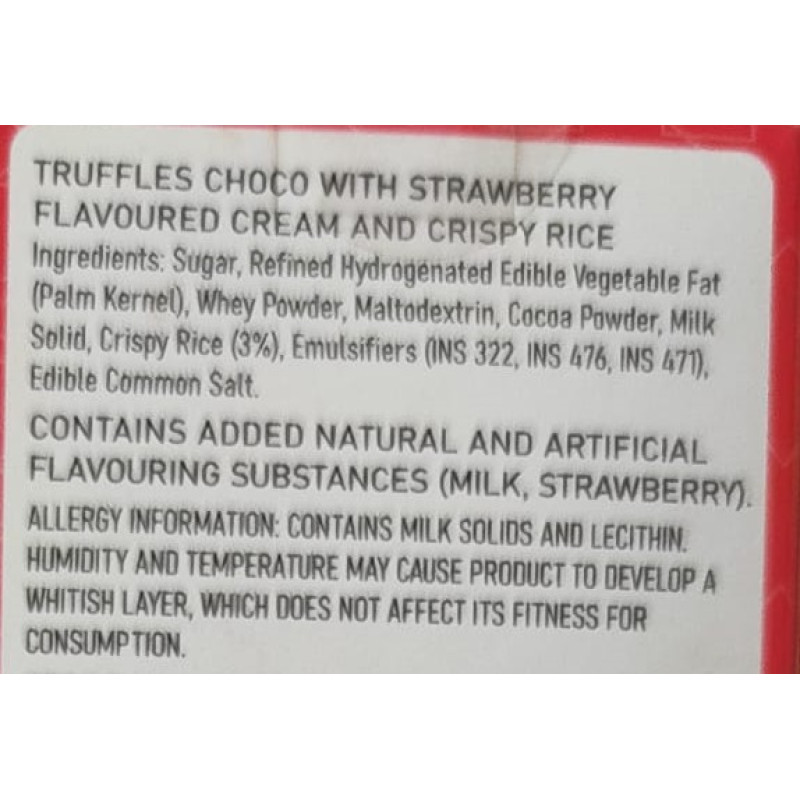 TRUFFLES CHOCO WITH STRAWBERRY
FLAVOURED CREAM AND CRISPY RICE
Ingredients: Sugar, Refined Hydrogenated Edible Vegetable Fat
(Palm Kernel), Whey Powder, Maltodextrin, Cocoa Powder, Milk
Solid, Crispy Rice (3%), Emulsifiers (INS 322, INS 476, INS 471),
Edible Common Salt.
CONTAINS ADDED NATURAL AND ARTIFICIAL
FLAVOURING SUBSTANCES (MILK, STRAWBERRY).
ALLERGY INFORMATION: CONTAINS MILK SOLIDS AND LECITHIN.
HUMIDITY AND TEMPERATURE MAY CAUSE PRODUCT TO DEVELOP A
WHITISH LAYER, WHICH DOES NOT AFFECT ITS FITNESS FOR
CONSUMPTION.